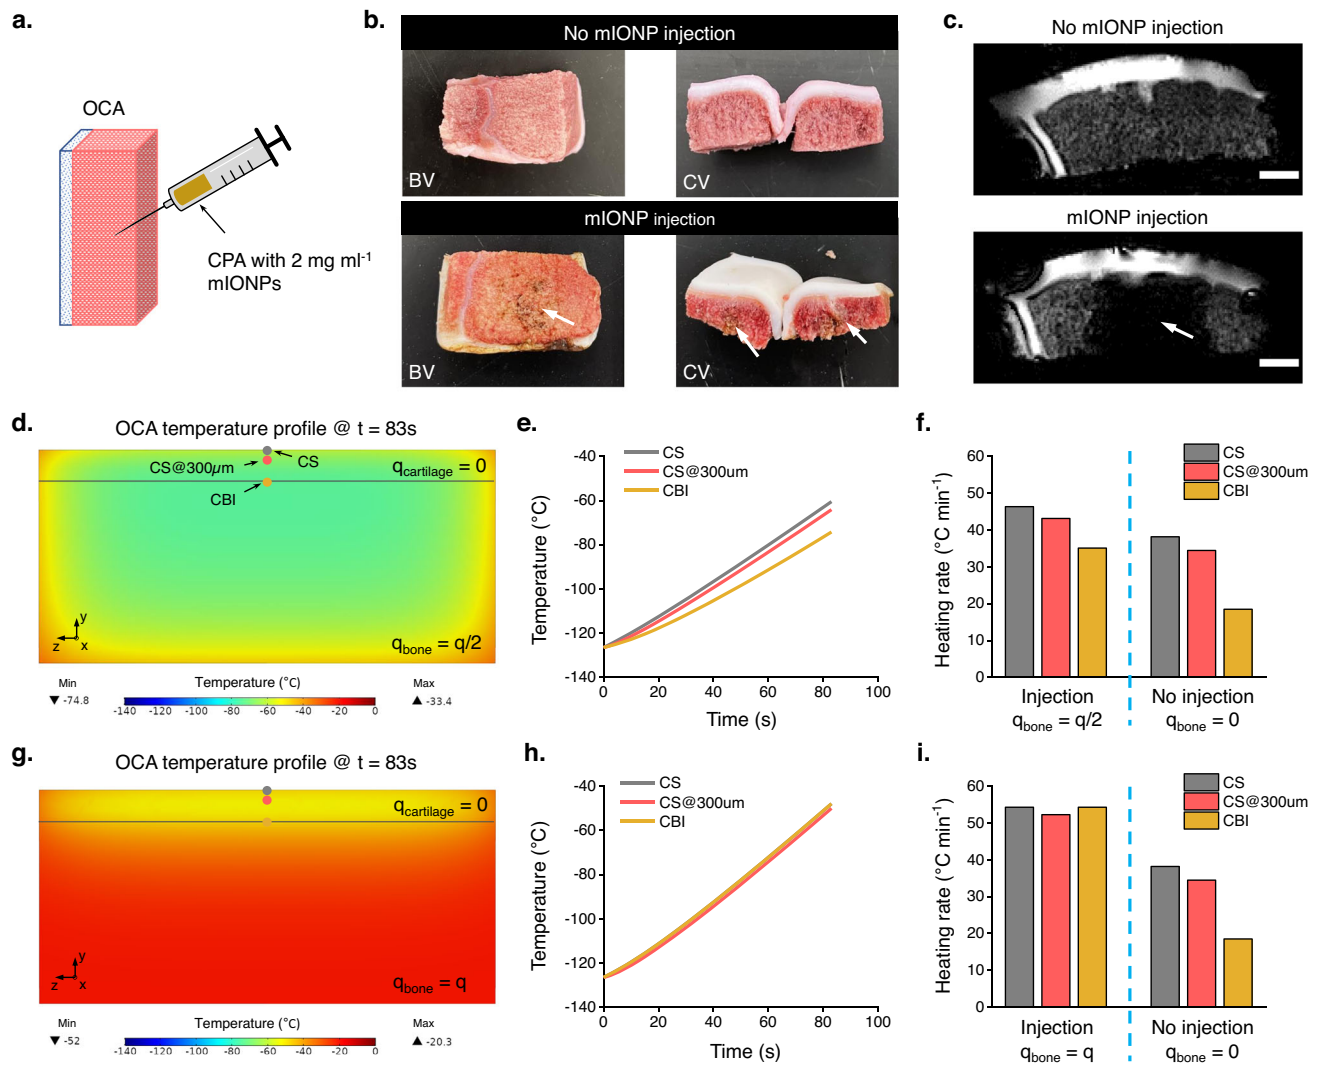 a.
OCA
CPA with 2 mg ml-1
mIONPs
b.
No mIONP injection
BV
CV
mIONP injection
BV
CV
c.
No mIONP injection
mIONP injection
d.
OCA temperature profile @ t = 83s
CS@300µm
CS
qcartilage = 0
CBI
y
z
x
qbone = q/2
Min
Temperature (°C)
Max
-74.8
-33.4
-140 -120 -100 -80 -60 -40 -20 0
e.
CS
CS@300um
CBI
Temperature (°C)
-40
-60
-80
-100
-120
-140
0 20 40 60 80 100
Time (s)
f.
CS
CS@300um
CBI
Heating rate (°C min-1)
60
50
40
30
20
10
0
Injection
qbone = q/2
No injection
qbone = 0
g.
OCA temperature profile @ t = 83s
qcartilage = 0
y
z
x
qbone = q
Min
Temperature (°C)
Max
-52
-20.3
-140 -120 -100 -80 -60 -40 -20 0
h.
CS
CS@300um
CBI
Temperature (°C)
-40
-60
-80
-100
-120
-140
0 20 40 60 80 100
Time (s)
i.
CS
CS@300um
CBI
Heating rate (°C min-1)
60
50
40
30
20
10
0
Injection
qbone = q
No injection
qbone = 0